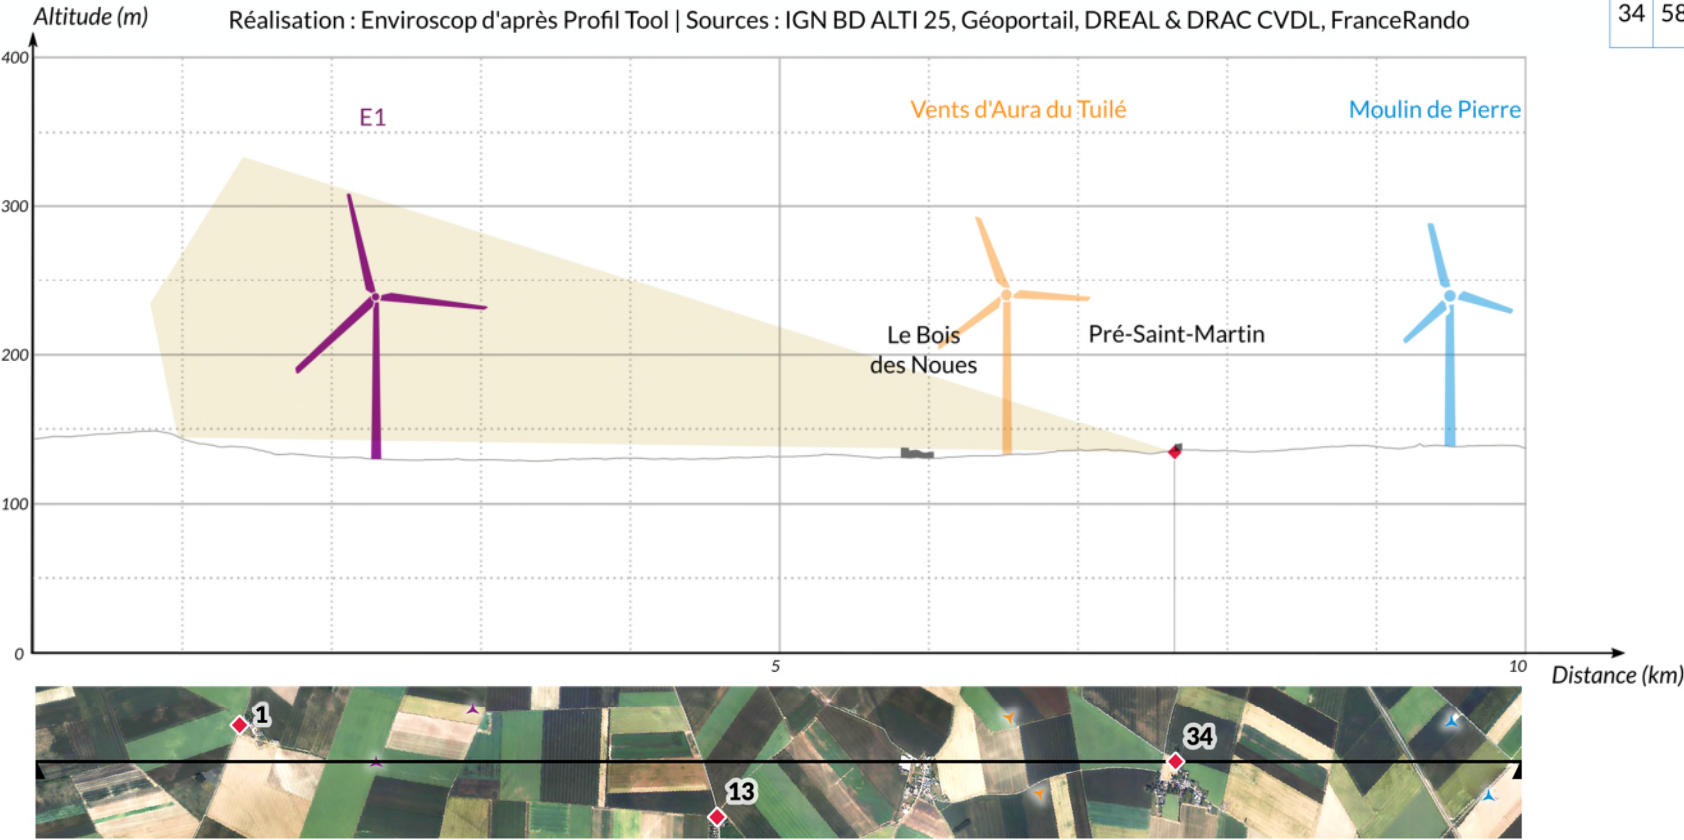 Altitude (m)
Réalisation : Enviroscop d'après Profil Tool | Sources : IGN BD ALTI 25, Géoportail, DREAL & DRAC CVDL, FranceRando
34 58
400
E1
Vents d'Aura du Tuilé
Moulin de Pierre
300
Le Bois
des Noues
Pré-Saint-Martin
200
100
0
5
10
Distance (km)
1
34
13